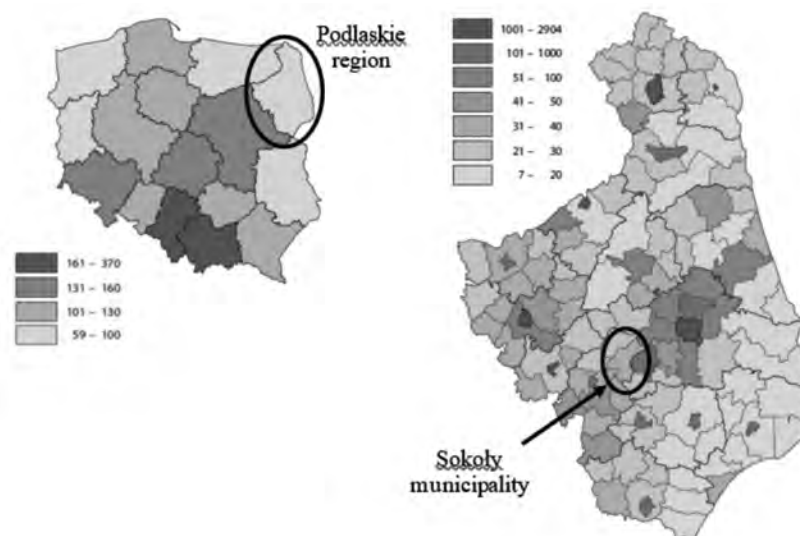 Podlaskie
region
161 – 370
131 – 160
101 – 130
59 – 100
1001 – 2904
101 – 1000
51 – 100
41 – 50
31 – 40
21 – 30
7 – 20
Sokoły
municipality